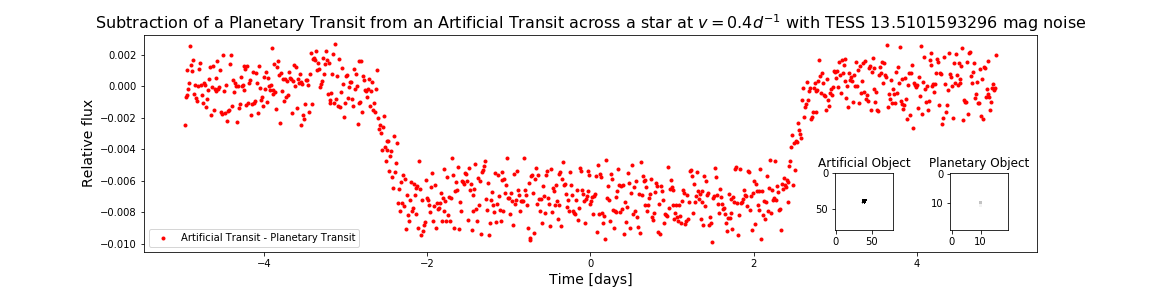 Subtraction of a Planetary Transit from an Artificial Transit across a star at v = 0.4d⁻¹ with TESS 13.5101593296 mag noise
Relative flux
0.002
0.000
−0.002
−0.004
−0.006
−0.008
−0.010
Artificial Transit - Planetary Transit
Artificial Object
0
50
0 50
Planetary Object
0
10
0 10
−4 −2 0 2 4
Time [days]